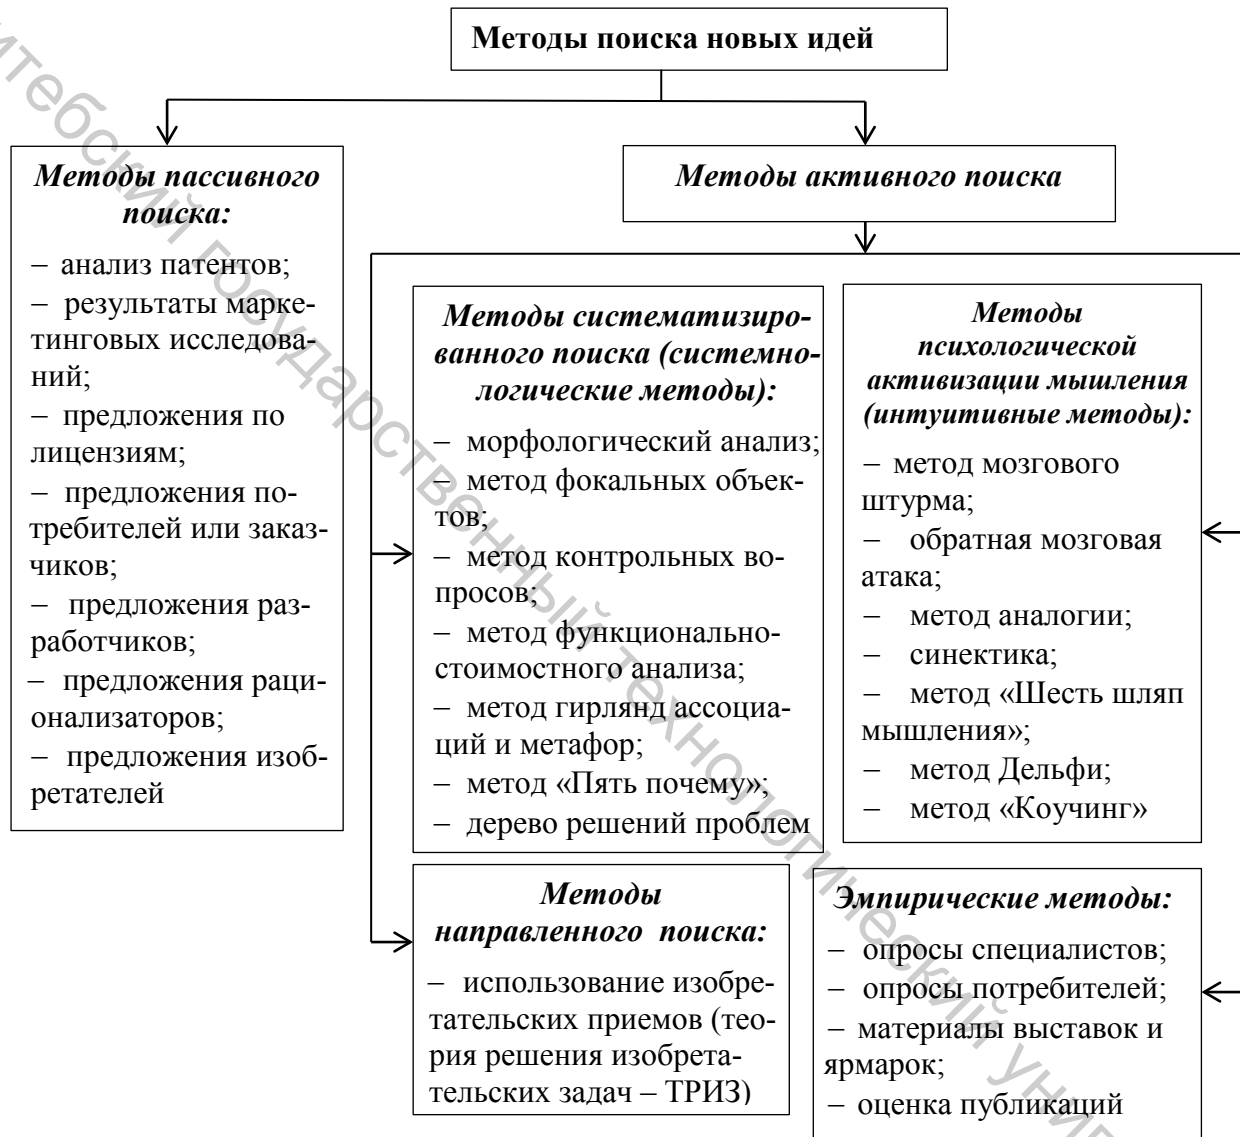 Методы поиска новых идей
Методы пассивного
поиска:
– анализ патентов;
– результаты марке-
тинговых исследова-
ний;
– предложения по
лицензиям;
– предложения по-
требителей или заказ-
чиков;
– предложения раз-
работчиков;
– предложения раци-
онализаторов;
– предложения изоб-
ретателей
Методы активного поиска
Методы систематизиро-
ванного поиска (системно-
логические методы):
– морфологический анализ;
– метод фокальных объек-
тов;
– метод контрольных во-
просов;
– метод функционально-
стоимостного анализа;
– метод гирлянд ассоциа-
ций и метафор;
– метод «Пять почему»;
– дерево решений проблем
Методы
психологической
активизации мышления
(интуитивные методы):
– метод мозгового
штурма;
– обратная мозговая
атака;
– метод аналогии;
– синектика;
– метод «Шесть шляп
мышления»;
– метод Дельфи;
– метод «Коучинг»
Методы
направленного поиска:
– использование изобре-
тательских приемов (тео-
рия решения изобрета-
тельских задач – ТРИЗ)
Эмпирические методы:
– опросы специалистов;
– опросы потребителей;
– материалы выставок и
ярмарок;
– оценка публикаций
итебский государственный технологический унив